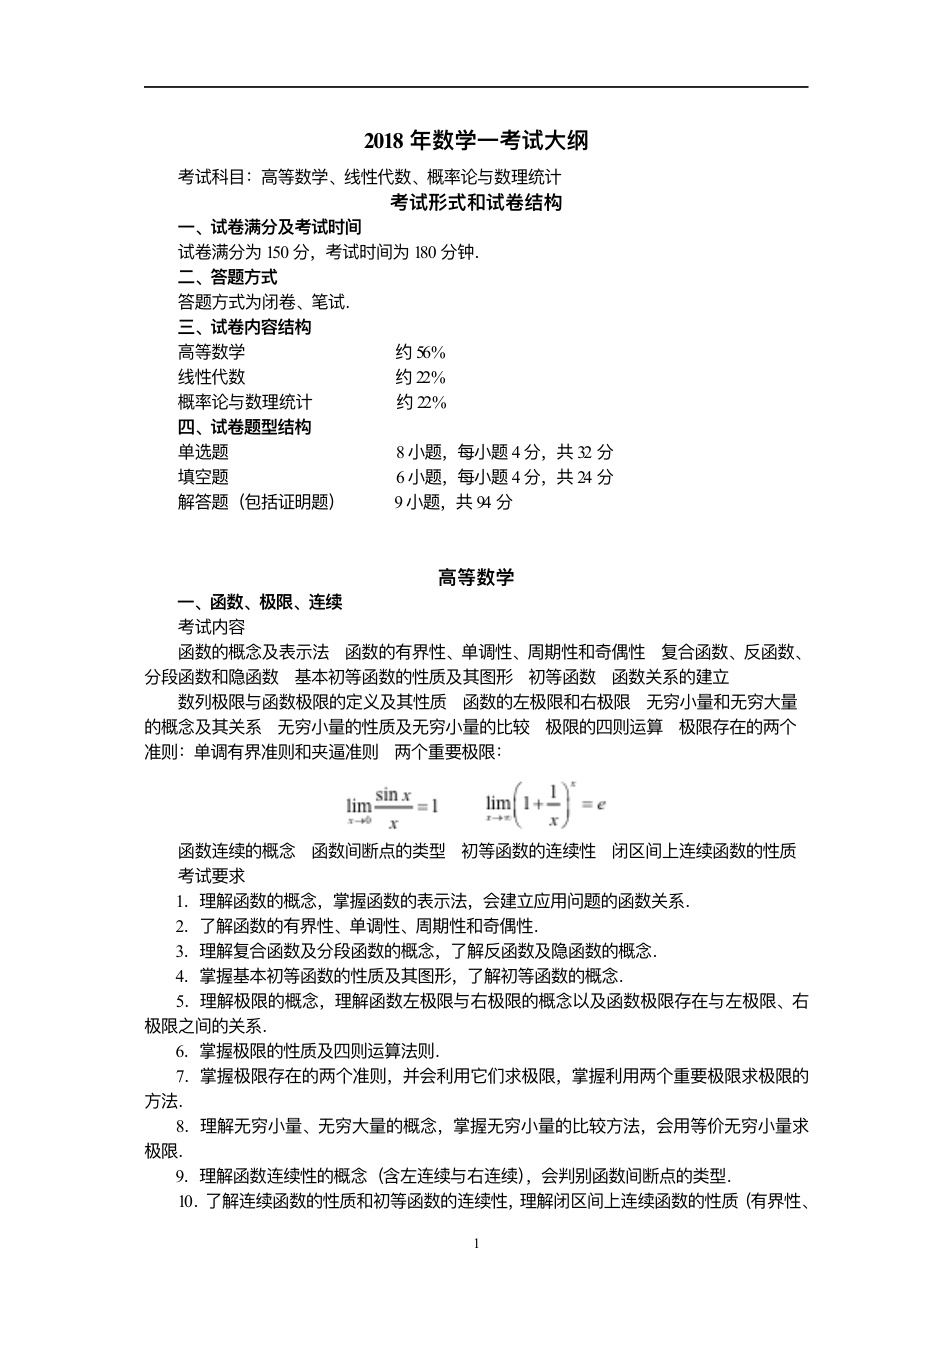 2018 年数学一考试大纲
考试科目：高等数学、线性代数、概率论与数理统计
考试形式和试卷结构
一、试卷满分及考试时间
试卷满分为 150 分，考试时间为 180 分钟．
二、答题方式
答题方式为闭卷、笔试．
三、试卷内容结构
高等数学 约 56%
线性代数 约 22%
概率论与数理统计 约 22%
四、试卷题型结构
单选题 8 小题，每小题 4 分，共 32 分
填空题 6 小题，每小题 4 分，共 24 分
解答题（包括证明题） 9 小题，共 94 分
高等数学
一、函数、极限、连续
考试内容
函数的概念及表示法 函数的有界性、单调性、周期性和奇偶性 复合函数、反函数、
分段函数和隐函数 基本初等函数的性质及其图形 初等函数 函数关系的建立
数列极限与函数极限的定义及其性质 函数的左极限和右极限 无穷小量和无穷大量
的概念及其关系 无穷小量的性质及无穷小量的比较 极限的四则运算 极限存在的两个
准则：单调有界准则和夹逼准则 两个重要极限：
lim_{x→0} sin x / x = 1 lim_{x→∞} (1 + 1/x)^x = e
函数连续的概念 函数间断点的类型 初等函数的连续性 闭区间上连续函数的性质
考试要求
1．理解函数的概念，掌握函数的表示法，会建立应用问题的函数关系．
2．了解函数的有界性、单调性、周期性和奇偶性．
3．理解复合函数及分段函数的概念，了解反函数及隐函数的概念．
4．掌握基本初等函数的性质及其图形，了解初等函数的概念．
5．理解极限的概念，理解函数左极限与右极限的概念以及函数极限存在与左极限、右
极限之间的关系．
6．掌握极限的性质及四则运算法则．
7．掌握极限存在的两个准则，并会利用它们求极限，掌握利用两个重要极限求极限的
方法．
8．理解无穷小量、无穷大量的概念，掌握无穷小量的比较方法，会用等价无穷小量求
极限．
9．理解函数连续性的概念（含左连续与右连续），会判别函数间断点的类型．
10．了解连续函数的性质和初等函数的连续性，理解闭区间上连续函数的性质（有界性、
1